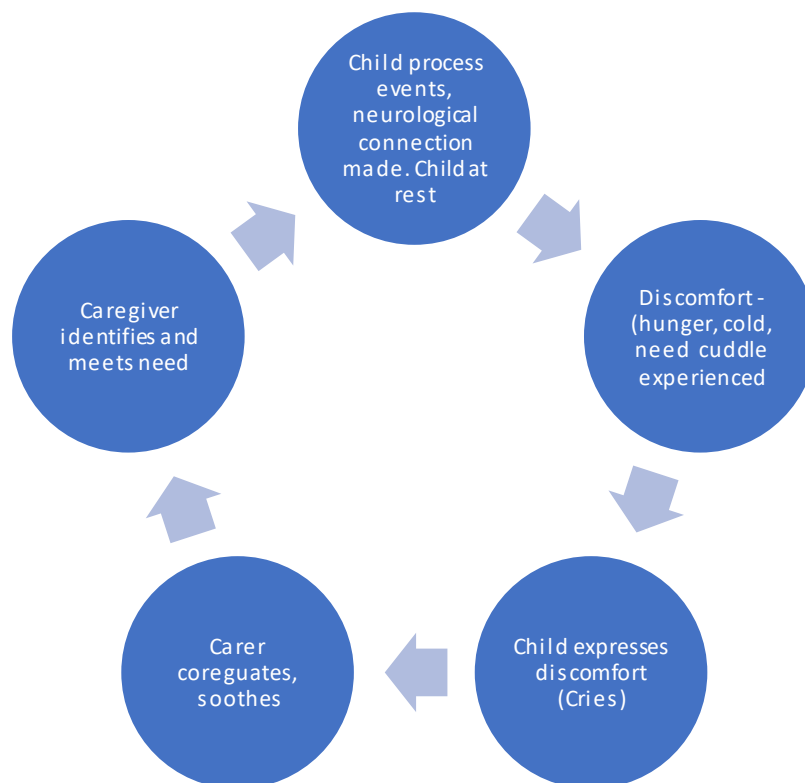 Child process
events,
neurological
connection
made. Child at
rest
Discomfort -
(hunger, cold,
need cuddle
experienced
Child expresses
discomfort
(Cries)
Carer
coreguates,
soothes
Caregiver
identifies and
meets need